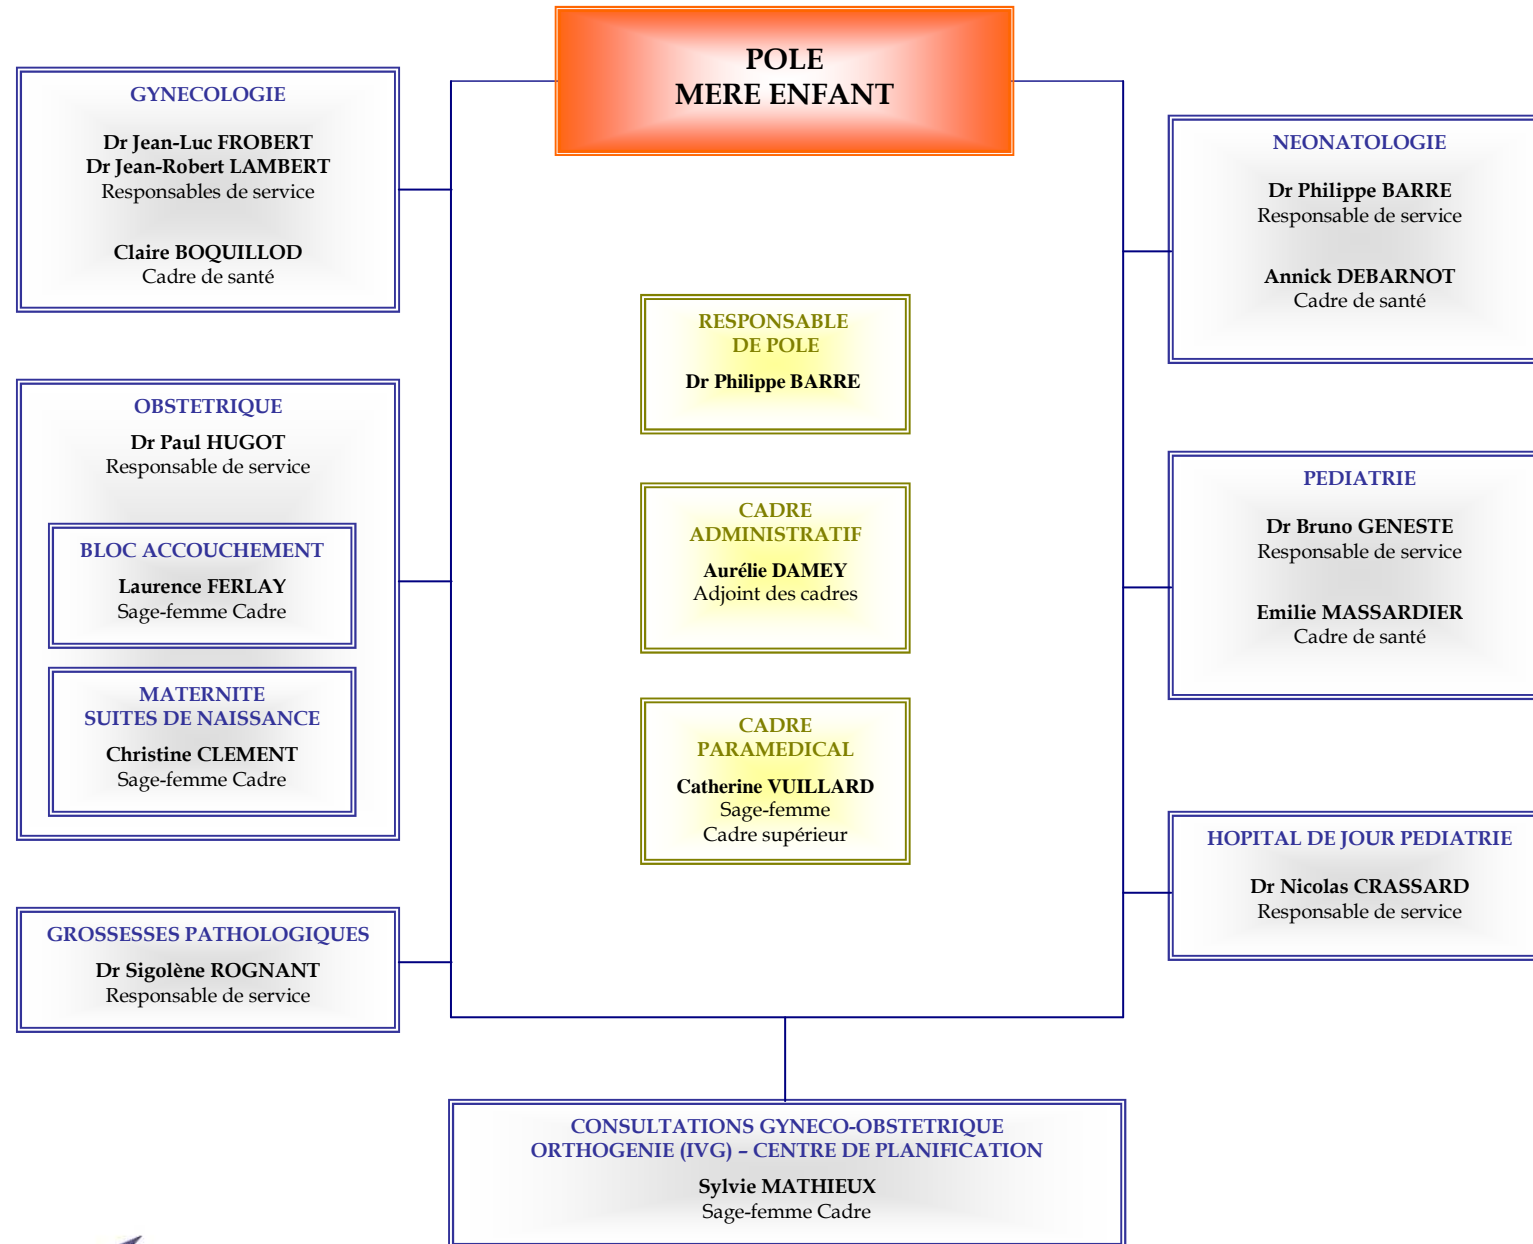 POLE
MERE ENFANT
GYNECOLOGIE
Dr Jean-Luc FROBERT
Dr Jean-Robert LAMBERT
Responsables de service
Claire BOQUILLOD
Cadre de santé
OBSTETRIQUE
Dr Paul HUGOT
Responsable de service
BLOC ACCOUCHEMENT
Laurence FERLAY
Sage-femme Cadre
MATERNITE
SUITES DE NAISSANCE
Christine CLEMENT
Sage-femme Cadre
GROSSESSES PATHOLOGIQUES
Dr Sigolène ROGNANT
Responsable de service
RESPONSABLE
DE POLE
Dr Philippe BARRE
CADRE
ADMINISTRATIF
Aurélie DAMEY
Adjoint des cadres
CADRE
PARAMEDICAL
Catherine VUILLARD
Sage-femme
Cadre supérieur
NEONATOLOGIE
Dr Philippe BARRE
Responsable de service
Annick DEBARNOT
Cadre de santé
PEDIATRIE
Dr Bruno GENESTE
Responsable de service
Emilie MASSARDIER
Cadre de santé
HOPITAL DE JOUR PEDIATRIE
Dr Nicolas CRASSARD
Responsable de service
CONSULTATIONS GYNECO-OBSTETRIQUE
ORTHOGENIE (IVG) – CENTRE DE PLANIFICATION
Sylvie MATHIEUX
Sage-femme Cadre